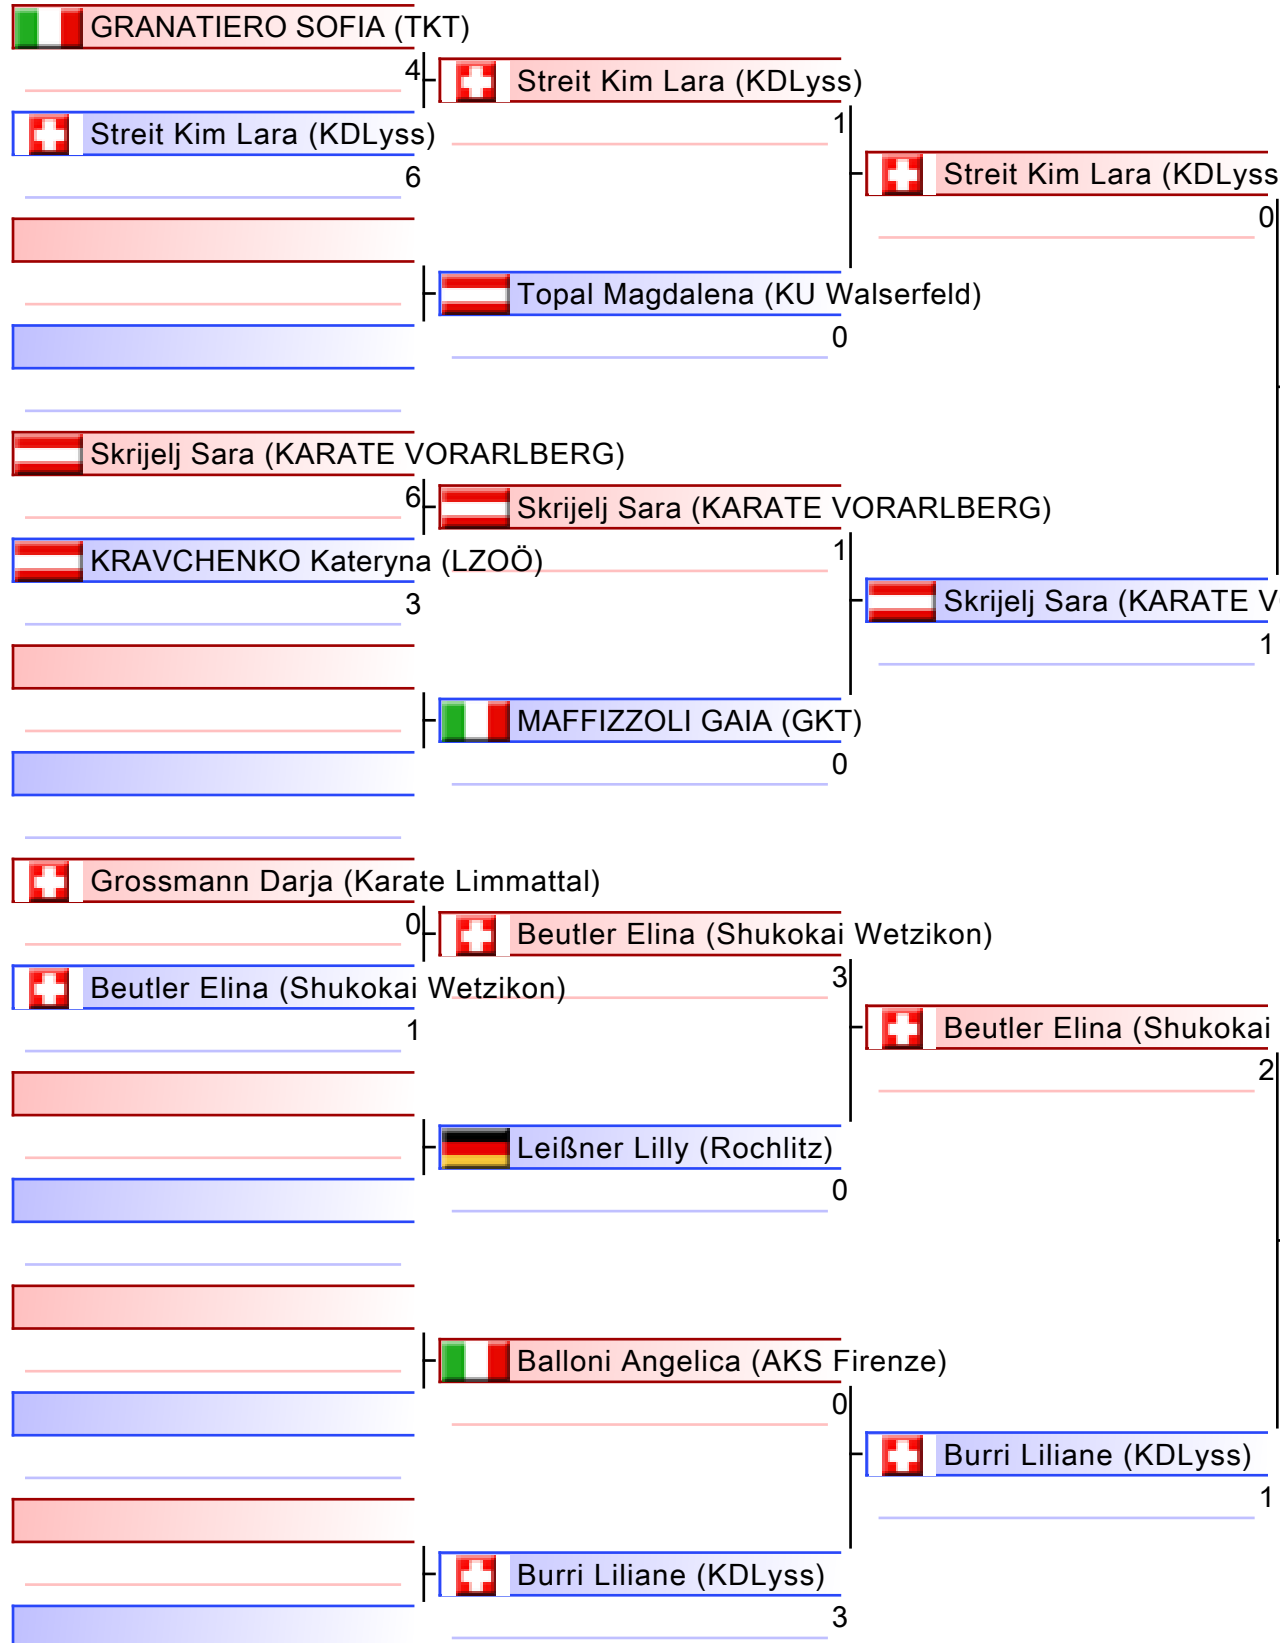 GRANATIERO SOFIA (TKT)
4
Streit Kim Lara (KDLyss)
Streit Kim Lara (KDLyss)
6
1
Streit Kim Lara (KDLyss
0
Topal Magdalena (KU Walserfeld)
0
Skrijelj Sara (KARATE VORARLBERG)
6
Skrijelj Sara (KARATE VORARLBERG)
KRAVCHENKO Kateryna (LZOÖ)
3
1
Skrijelj Sara (KARATE V
1
MAFFIZZOLI GAIA (GKT)
0
Grossmann Darja (Karate Limmattal)
0
Beutler Elina (Shukokai Wetzikon)
Beutler Elina (Shukokai Wetzikon)
1
3
Beutler Elina (Shukokai
2
Leißner Lilly (Rochlitz)
0
Balloni Angelica (AKS Firenze)
0
Burri Liliane (KDLyss)
1
Burri Liliane (KDLyss)
3